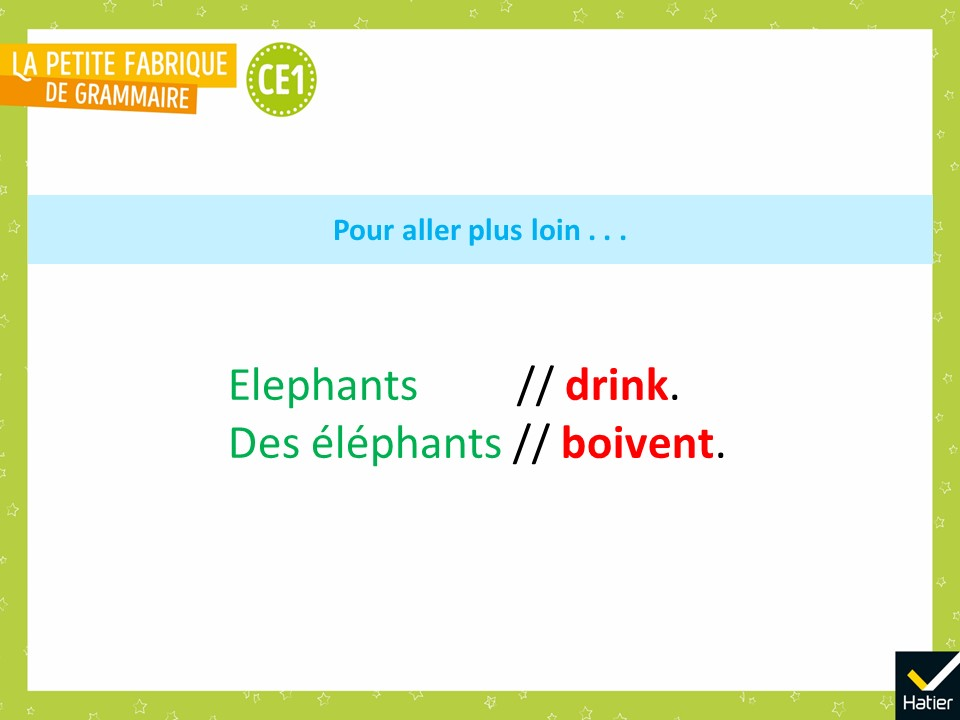 LA PETITE FABRIQUE
DE GRAMMAIRE
CE1
Pour aller plus loin . . .
Elephants // drink.
Des éléphants // boivent.
Hatier